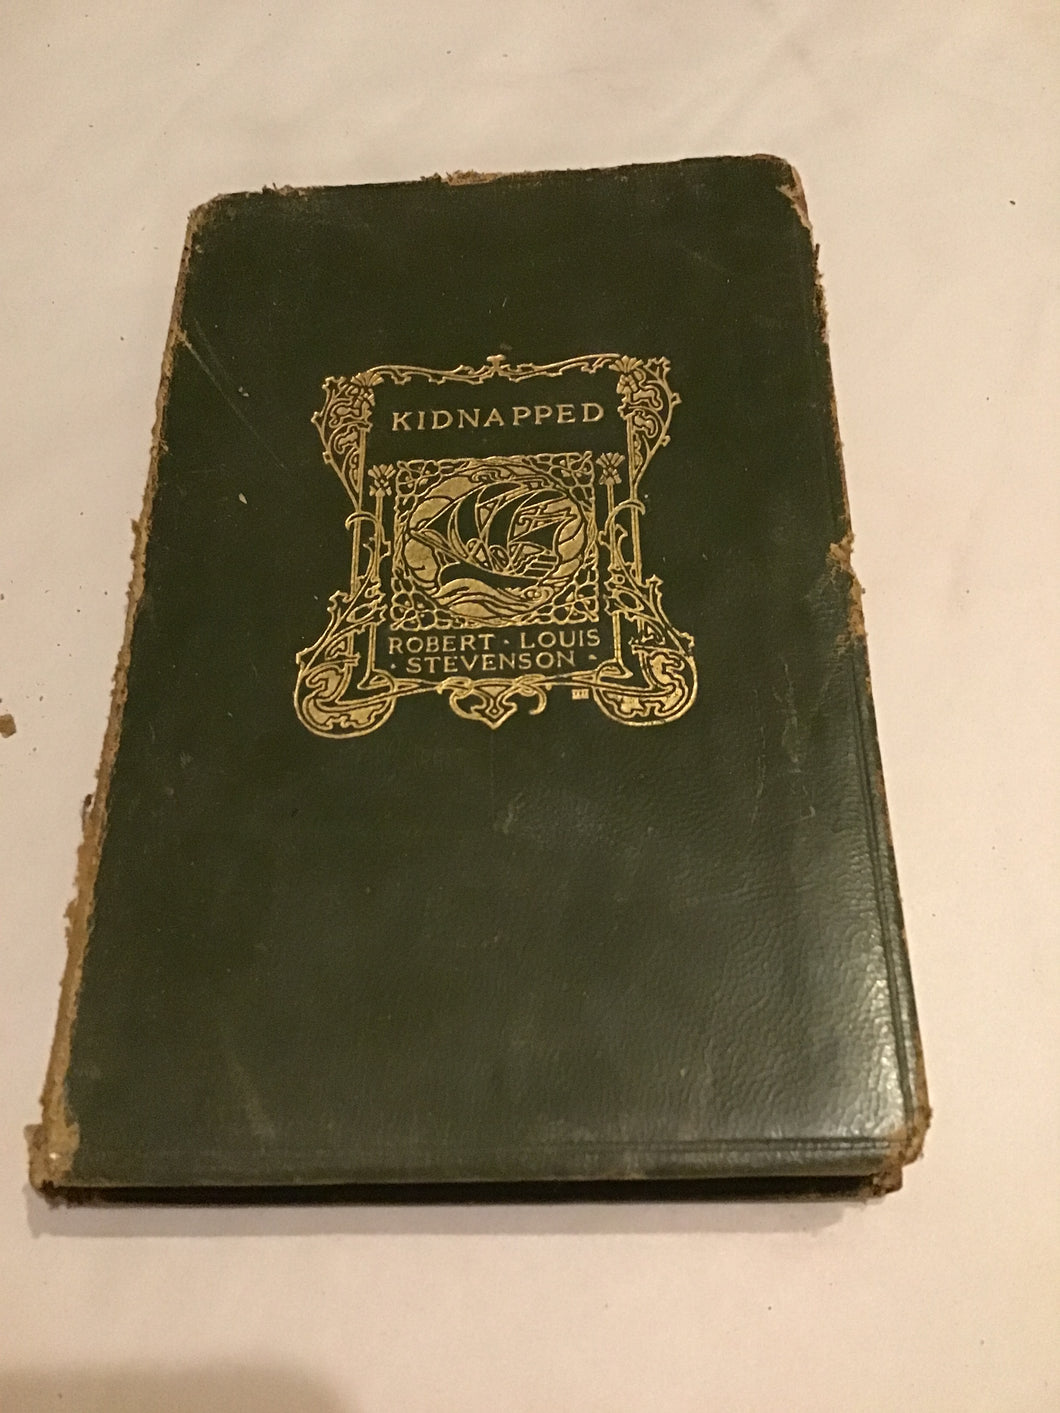 KIDNAPPED
ROBERT · LOUIS
· STEVENSON ·